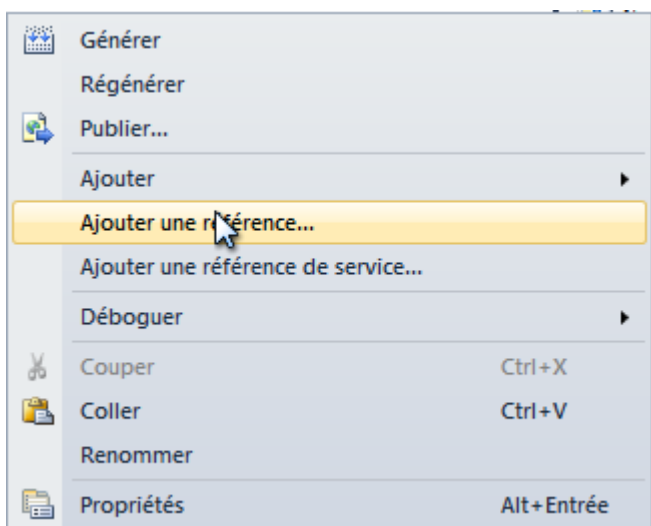 Générer
Régénérer
Publier...
Ajouter
Ajouter une référence...
Ajouter une référence de service...
Déboguer
Couper Ctrl+X
Coller Ctrl+V
Renommer
Propriétés Alt+Entrée